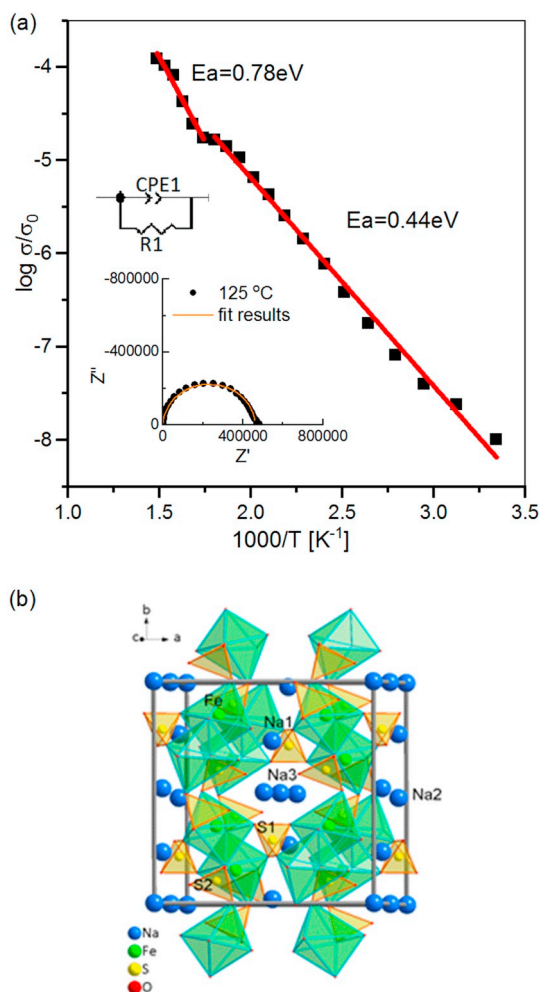 (a)
-4
-5
-6
-7
-8
log σ/σ₀
Ea=0.78eV
Ea=0.44eV
CPE1
R1
-800000
-400000
0
Z''
125 °C
fit results
0 400000 800000
Z'
1.0 1.5 2.0 2.5 3.0 3.5
1000/T [K⁻¹]
(b)
b
c a
Fe
Na1
Na3
Na2
S1
S2
Na
Fe
S
O